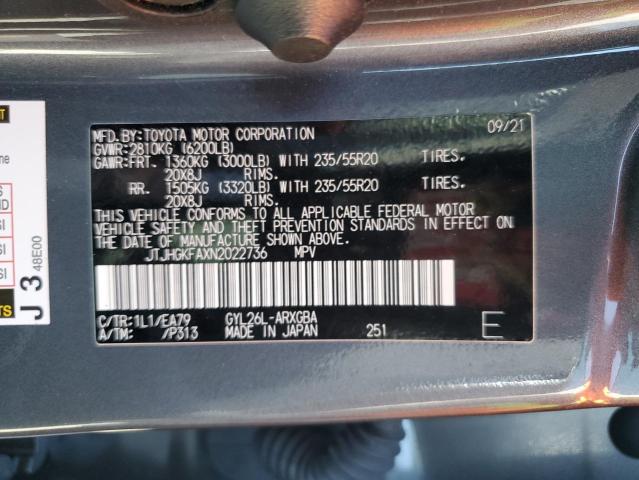 MFD.BY:TOYOTA MOTOR CORPORATION 09/21
GVWR:2810KG (6200LB)
GAWR:FRT. 1360KG (3000LB) WITH 235/55R20 TIRES.
20X8J RIMS.
RR. 1505KG (3320LB) WITH 235/55R20 TIRES.
20X8J RIMS.
THIS VEHICLE CONFORMS TO ALL APPLICABLE FEDERAL MOTOR
VEHICLE SAFETY AND THEFT PREVENTION STANDARDS IN EFFECT ON
THE DATE OF MANUFACTURE SHOWN ABOVE.
JTJHGKFAXN2022736 MPV
C/TR:1L1/EA79 GYL26L-ARXGBA
A/TM: /P313 MADE IN JAPAN 251 E
J 3 48E00